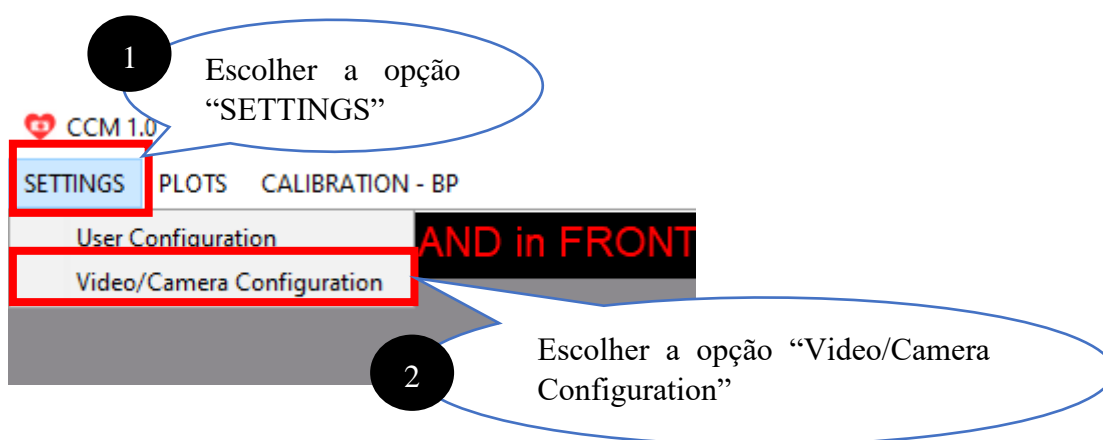 1
Escolher a opção
“SETTINGS”
CCM 1.0
SETTINGS PLOTS CALIBRATION - BP
User Configuration
AND in FRONT
Video/Camera Configuration
2
Escolher a opção “Video/Camera
Configuration”